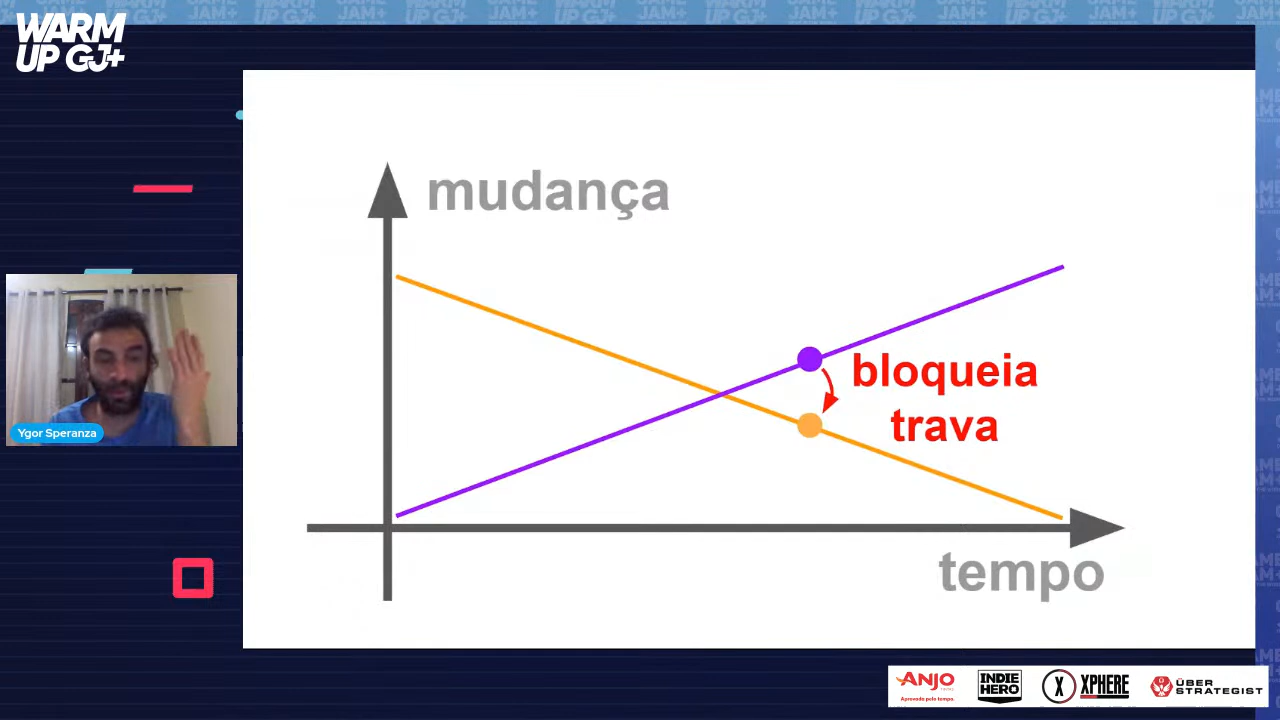 WARM
UP GJ+
mudança
bloqueia
trava
tempo
Ygor Speranza
ANJO
Aprovado pelo tempo.
INDIE
HERO
X XPHERE
ÜBER
STRATEGIST